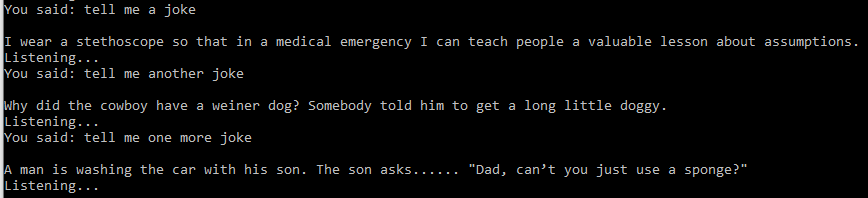 You said: tell me a joke
I wear a stethoscope so that in a medical emergency I can teach people a valuable lesson about assumptions.
Listening...
You said: tell me another joke
Why did the cowboy have a weiner dog? Somebody told him to get a long little doggy.
Listening...
You said: tell me one more joke
A man is washing the car with his son. The son asks...... "Dad, can’t you just use a sponge?"
Listening...